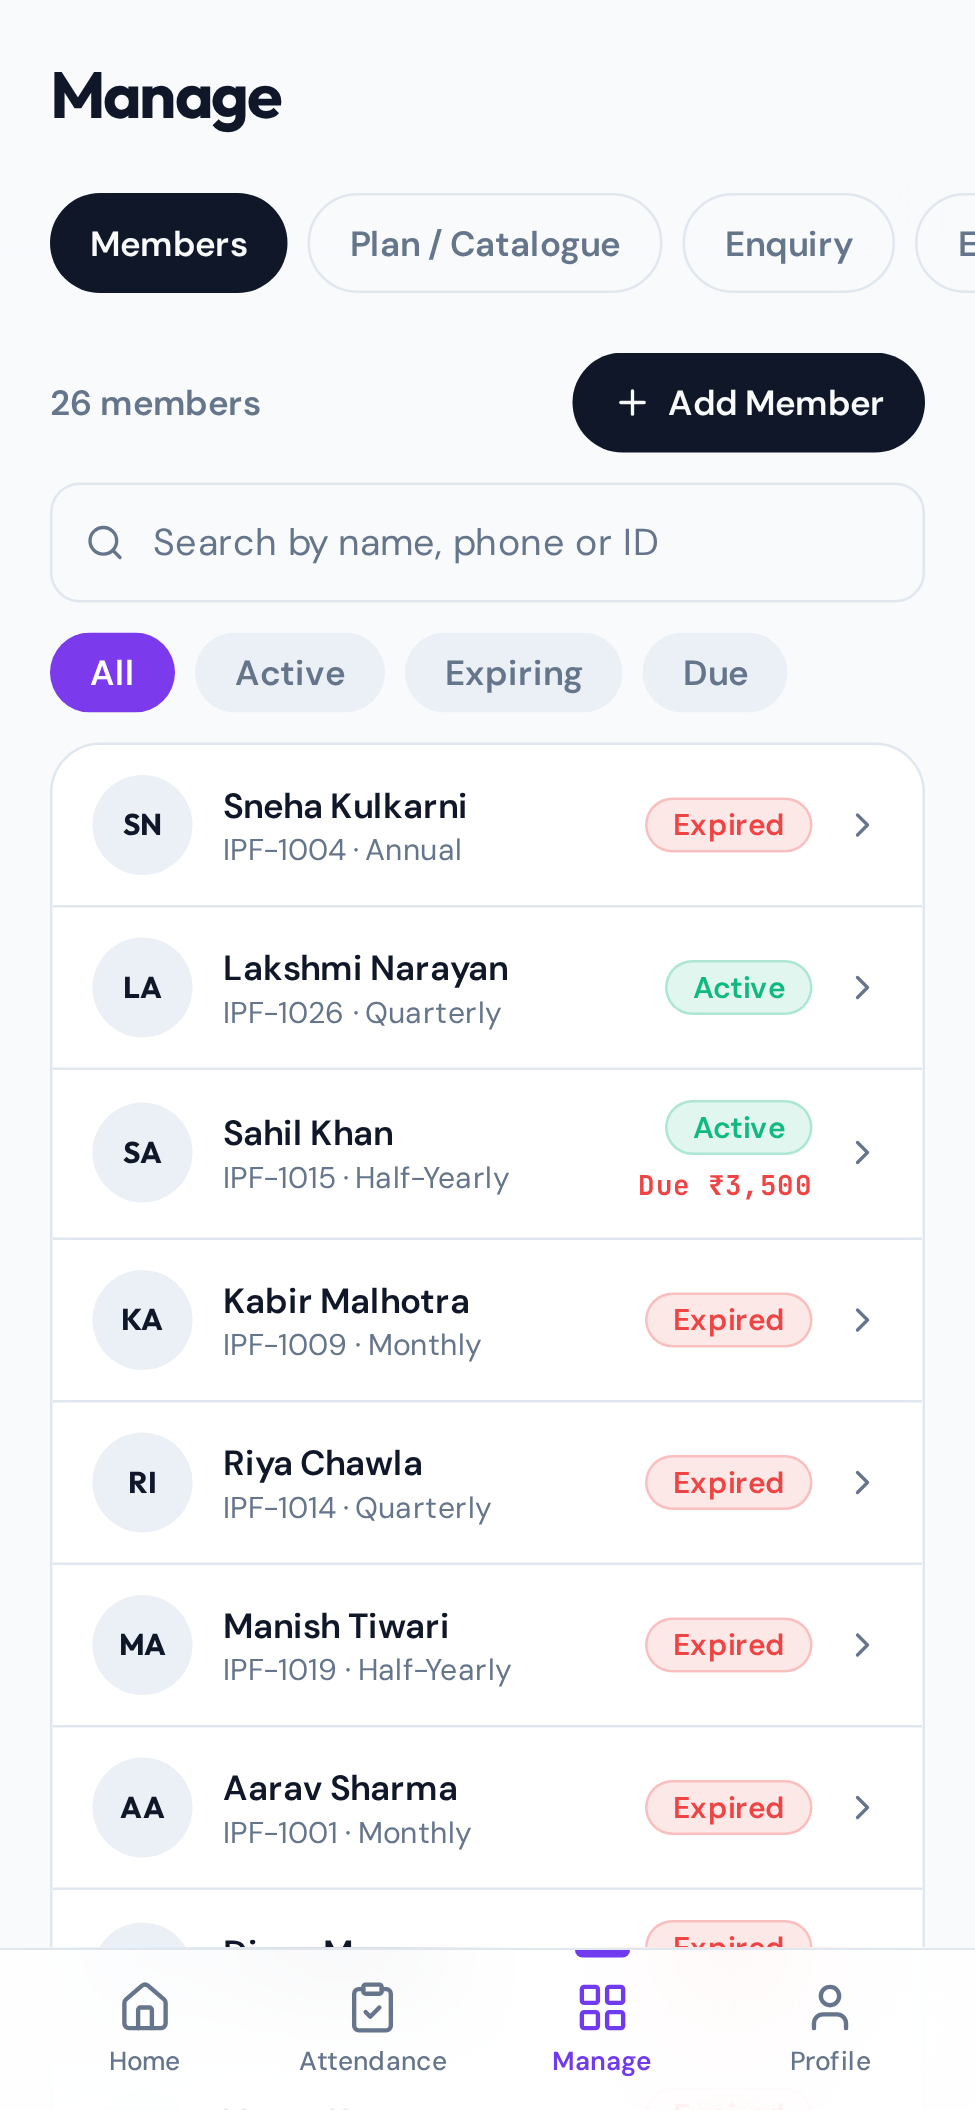 Manage
Members
Plan / Catalogue
Enquiry
26 members
+ Add Member
Search by name, phone or ID
All
Active
Expiring
Due
SN
Sneha Kulkarni
IPF-1004 · Annual
Expired
LA
Lakshmi Narayan
IPF-1026 · Quarterly
Active
SA
Sahil Khan
IPF-1015 · Half-Yearly
Active
Due ₹3,500
KA
Kabir Malhotra
IPF-1009 · Monthly
Expired
RI
Riya Chawla
IPF-1014 · Quarterly
Expired
MA
Manish Tiwari
IPF-1019 · Half-Yearly
Expired
AA
Aarav Sharma
IPF-1001 · Monthly
Expired
Expired
Home
Attendance
Manage
Profile